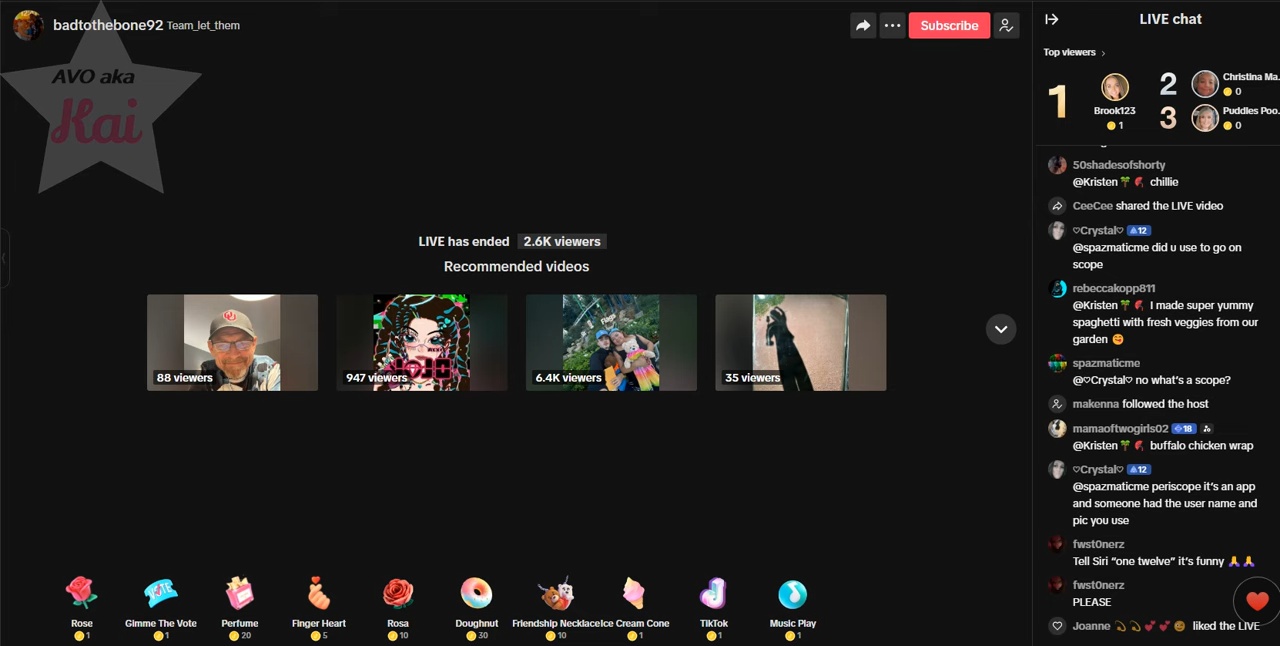 badtothebone92 Team_let_them
Subscribe
AVO aka
Kai
LIVE has ended 2.6K viewers
Recommended videos
88 viewers
947 viewers
6.4K viewers
35 viewers
Rose
1
Gimme The Vote
1
Perfume
20
Finger Heart
5
Rosa
10
Doughnut
30
Friendship Necklace
10
Ice Cream Cone
1
TikTok
1
Music Play
1
LIVE chat
Top viewers
1
Brook123
1
2
Christina Ma...
0
3
Puddles Poo...
0
50shadesofshorty
@Kristen🌴🍂 chillie
CeeCee shared the LIVE video
♡Crystal♡ 12
@spazmaticme did u use to go on
scope
rebeccakopp811
@Kristen🌴🍂 I made super yummy
spaghetti with fresh veggies from our
garden 🥰
spazmaticme
@♡Crystal♡ no what's a scope?
makenna followed the host
mamaoftwogirls02 18
@Kristen🌴🍂 buffalo chicken wrap
♡Crystal♡ 12
@spazmaticme periscope it's an app
and someone had the user name and
pic you use
fwst0nerz
Tell Siri “one twelve” it's funny 🙏🙏
fwst0nerz
PLEASE
Joanne 💫💫💕💕 liked the LIVE